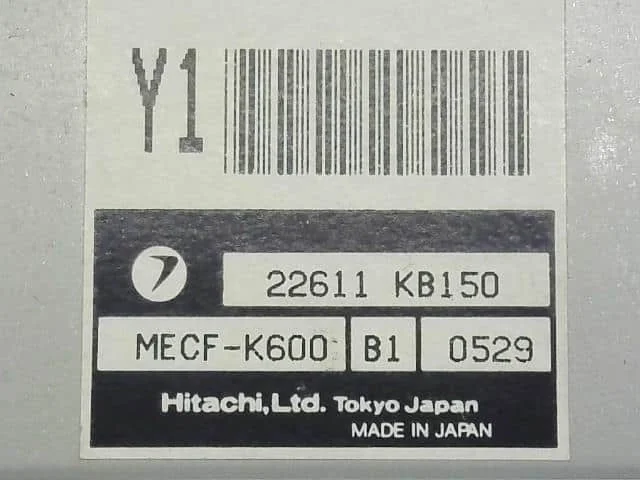 Y1
22611 KB150
MECF-K600 B1 0529
Hitachi,Ltd. Tokyo Japan
MADE IN JAPAN